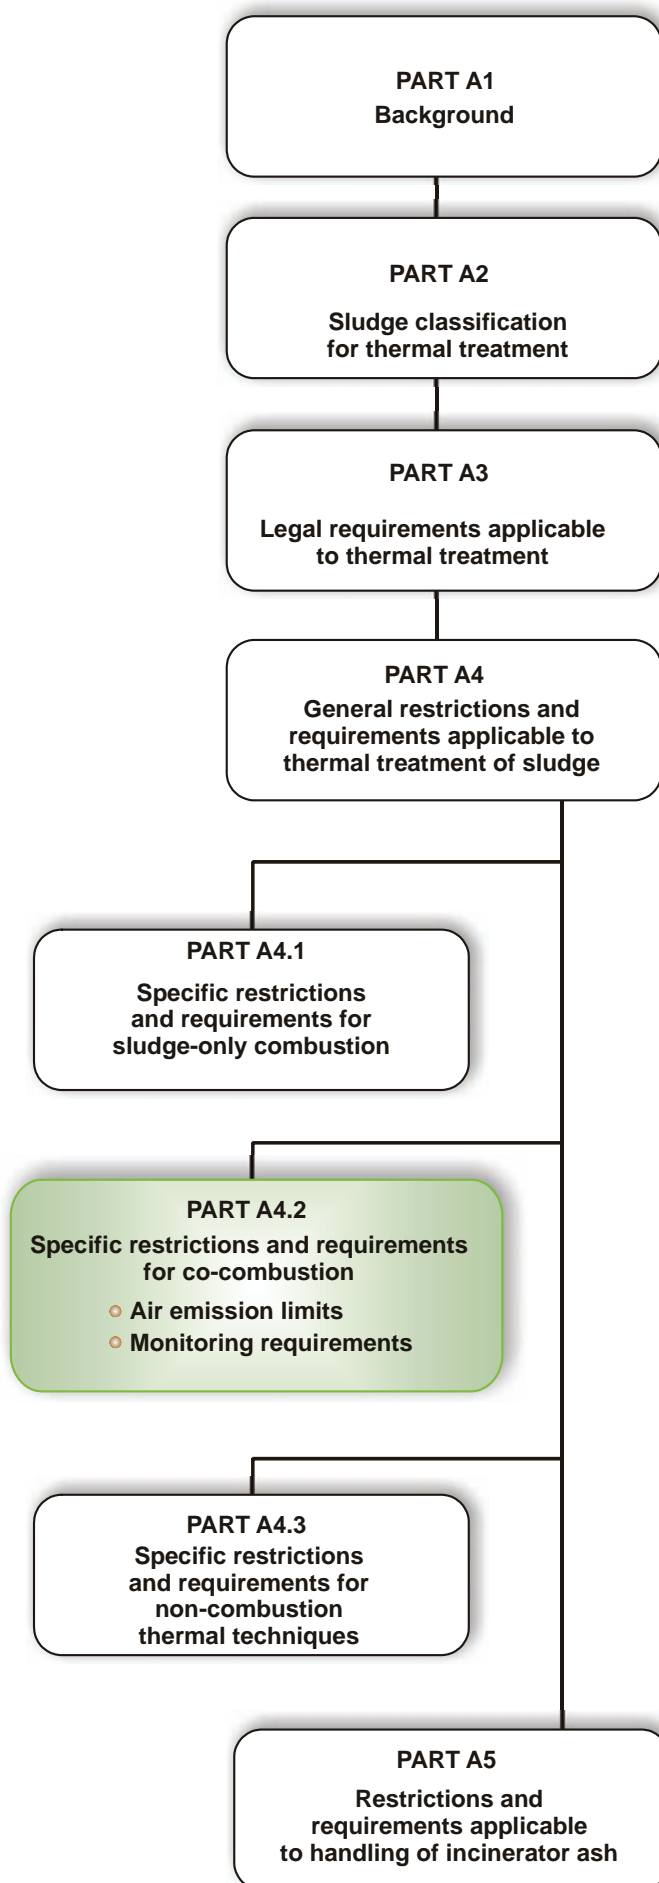 PART A1
Background
PART A2
Sludge classification
for thermal treatment
PART A3
Legal requirements applicable
to thermal treatment
PART A4
General restrictions and
requirements applicable to
thermal treatment of sludge
PART A4.1
Specific restrictions
and requirements for
sludge-only combustion
PART A4.2
Specific restrictions and requirements
for co-combustion
Air emission limits
Monitoring requirements
PART A4.3
Specific restrictions
and requirements for
non-combustion
thermal techniques
PART A5
Restrictions and
requirements applicable
to handling of incinerator ash